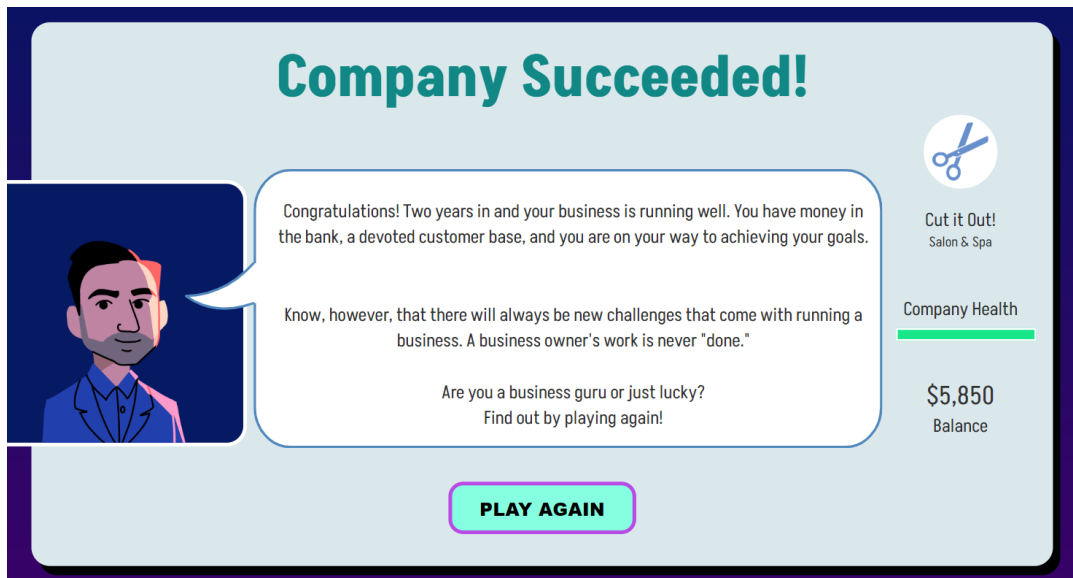 Company Succeeded!
Congratulations! Two years in and your business is running well. You have money in
the bank, a devoted customer base, and you are on your way to achieving your goals.
Know, however, that there will always be new challenges that come with running a
business. A business owner's work is never "done."
Are you a business guru or just lucky?
Find out by playing again!
Cut it Out!
Salon & Spa
Company Health
$5,850
Balance
PLAY AGAIN